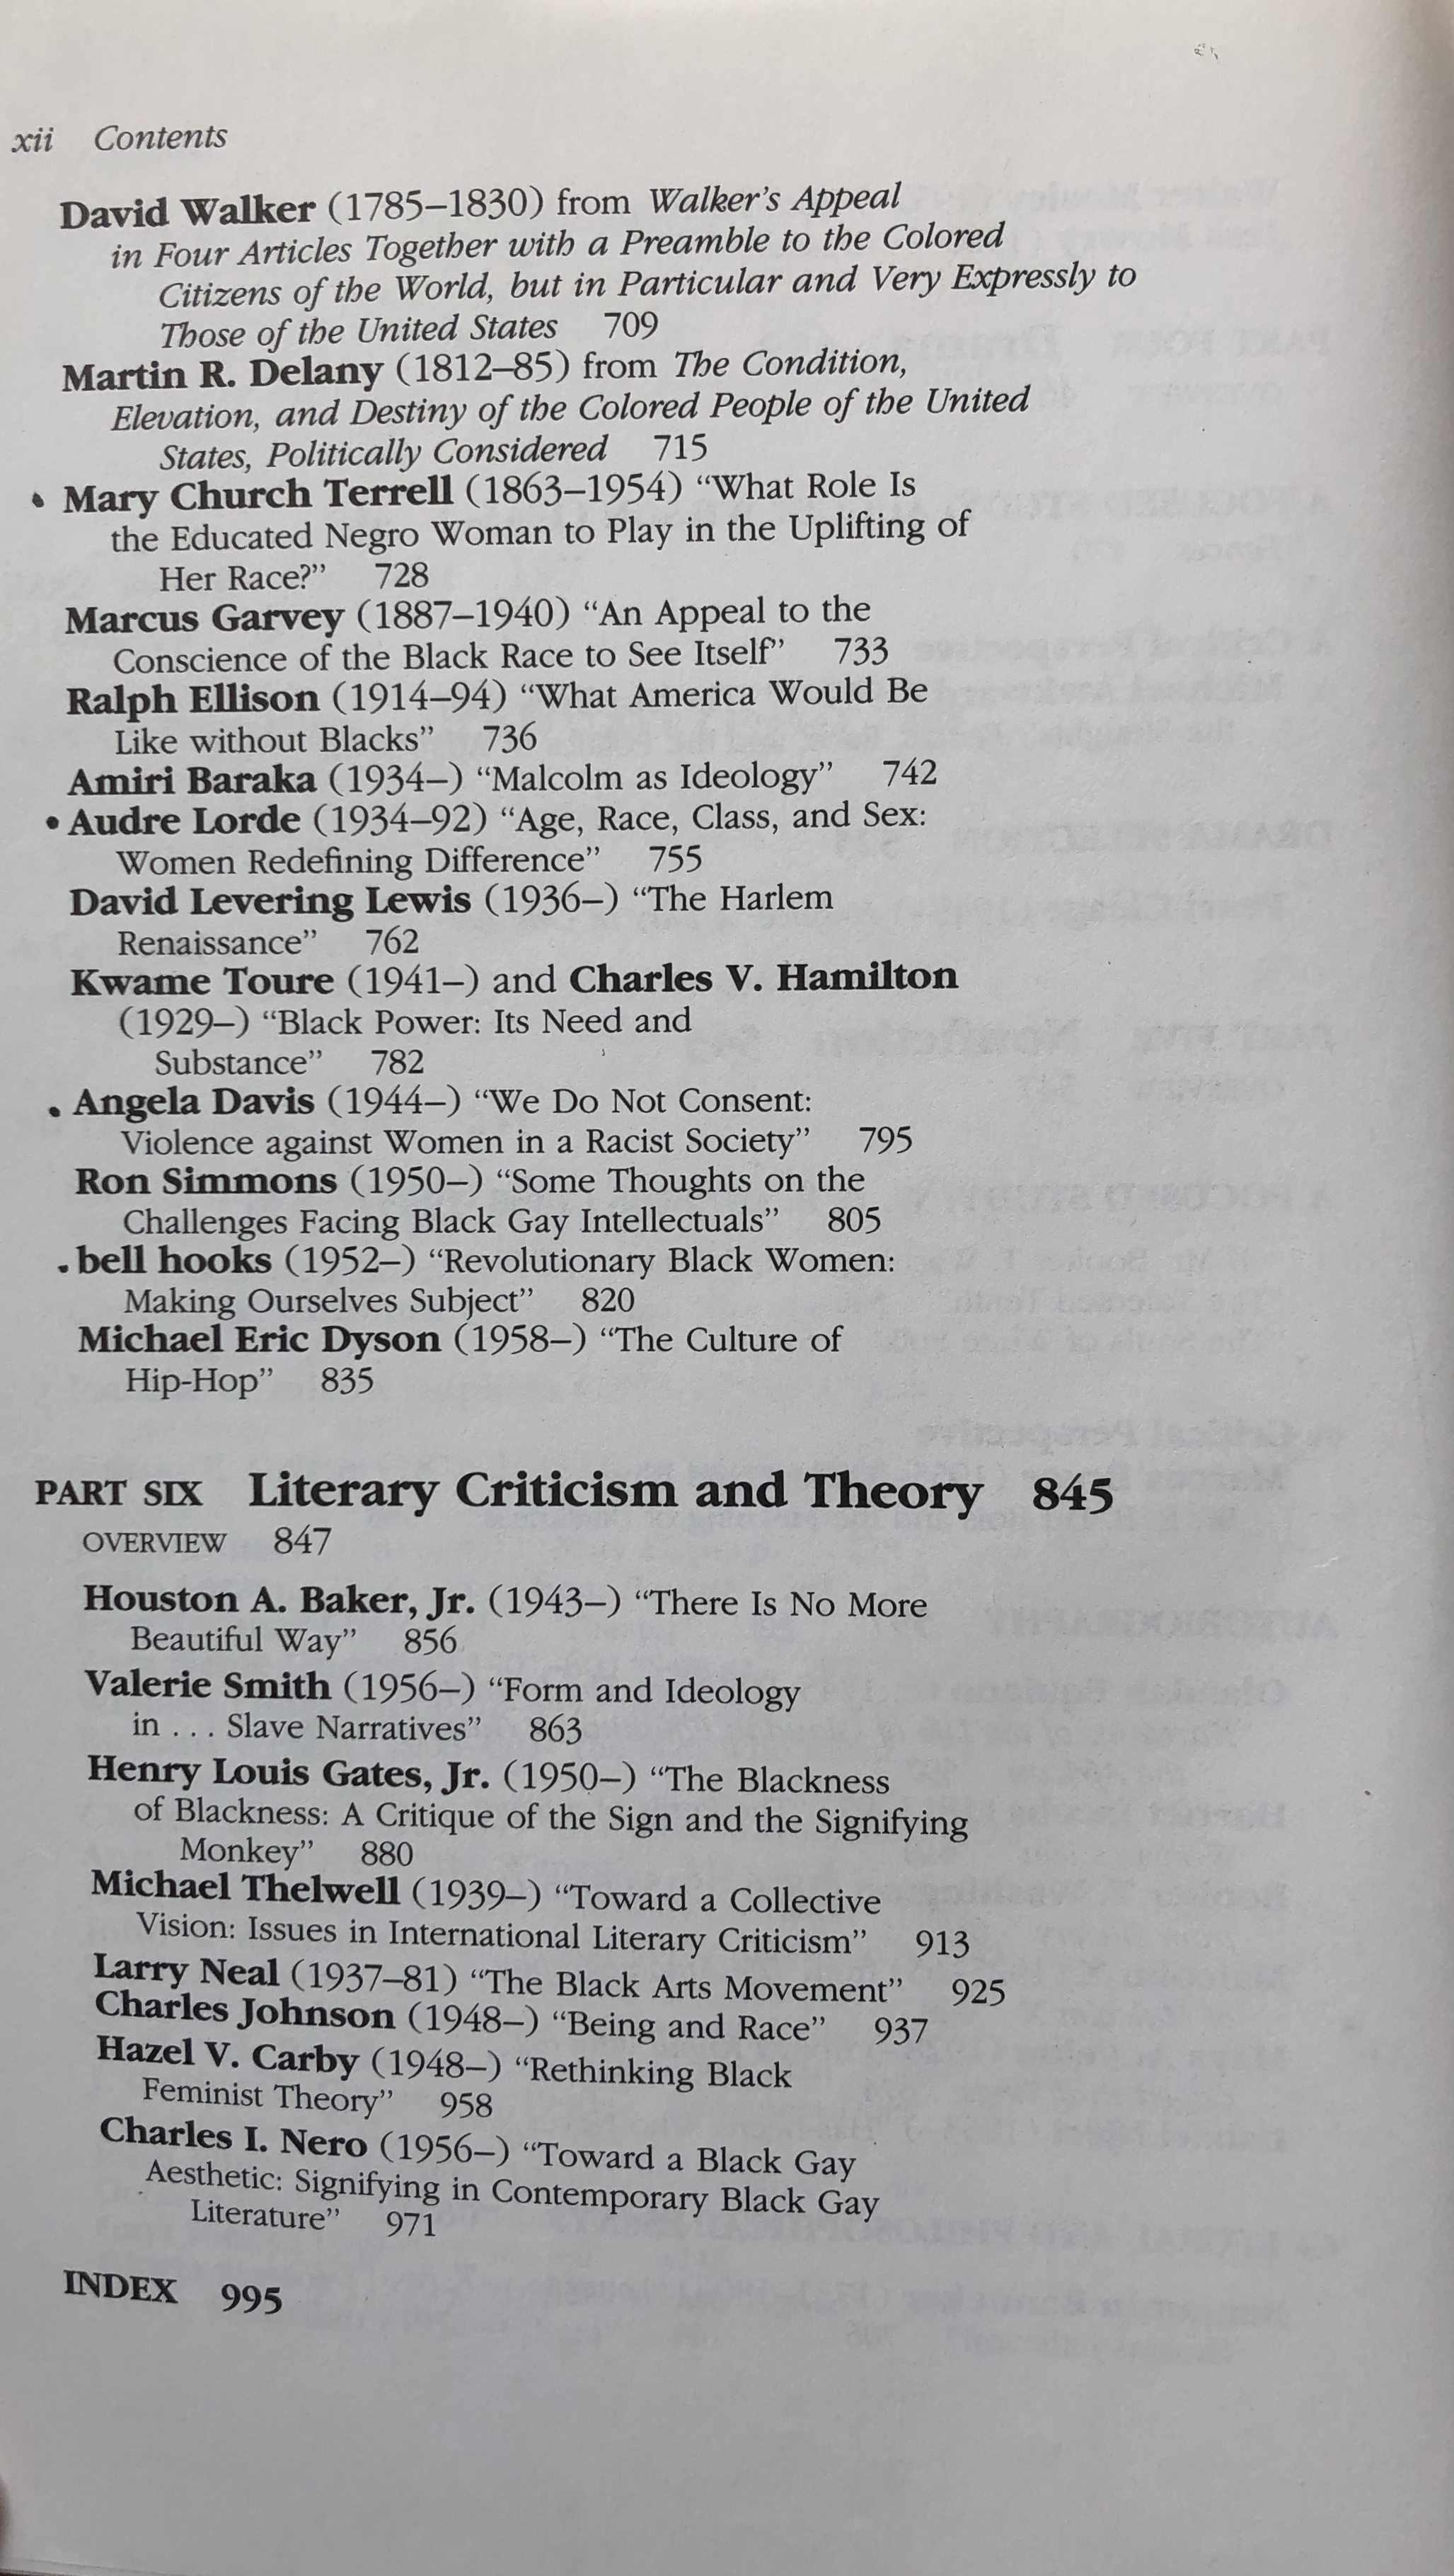 xii Contents
David Walker (1785–1830) from Walker's Appeal
in Four Articles Together with a Preamble to the Colored
Citizens of the World, but in Particular and Very Expressly to
Those of the United States 709
Martin R. Delany (1812–85) from The Condition,
Elevation, and Destiny of the Colored People of the United
States, Politically Considered 715
• Mary Church Terrell (1863–1954) “What Role Is
the Educated Negro Woman to Play in the Uplifting of
Her Race?” 728
Marcus Garvey (1887–1940) “An Appeal to the
Conscience of the Black Race to See Itself” 733
Ralph Ellison (1914–94) “What America Would Be
Like without Blacks” 736
Amiri Baraka (1934–) “Malcolm as Ideology” 742
• Audre Lorde (1934–92) “Age, Race, Class, and Sex:
Women Redefining Difference” 755
David Levering Lewis (1936–) “The Harlem
Renaissance” 762
Kwame Toure (1941–) and Charles V. Hamilton
(1929–) “Black Power: Its Need and
Substance” 782
• Angela Davis (1944–) “We Do Not Consent:
Violence against Women in a Racist Society” 795
Ron Simmons (1950–) “Some Thoughts on the
Challenges Facing Black Gay Intellectuals” 805
• bell hooks (1952–) “Revolutionary Black Women:
Making Ourselves Subject” 820
Michael Eric Dyson (1958–) “The Culture of
Hip-Hop” 835
PART SIX Literary Criticism and Theory 845
OVERVIEW 847
Houston A. Baker, Jr. (1943–) “There Is No More
Beautiful Way” 856
Valerie Smith (1956–) “Form and Ideology
in . . . Slave Narratives” 863
Henry Louis Gates, Jr. (1950–) “The Blackness
of Blackness: A Critique of the Sign and the Signifying
Monkey” 880
Michael Thelwell (1939–) “Toward a Collective
Vision: Issues in International Literary Criticism” 913
Larry Neal (1937–81) “The Black Arts Movement” 925
Charles Johnson (1948–) “Being and Race” 937
Hazel V. Carby (1948–) “Rethinking Black
Feminist Theory” 958
Charles I. Nero (1956–) “Toward a Black Gay
Aesthetic: Signifying in Contemporary Black Gay
Literature” 971
INDEX 995